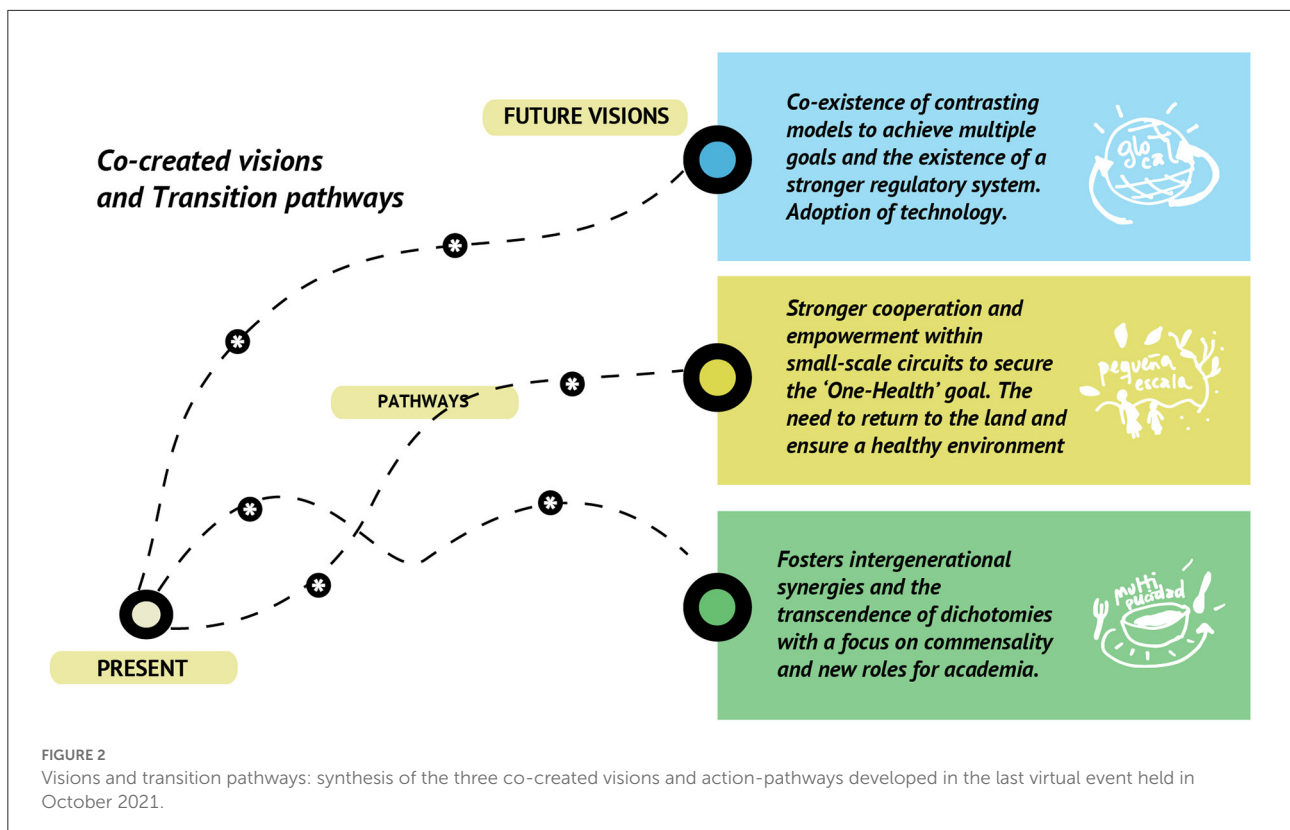 Co-created visions
and Transition pathways
FUTURE VISIONS
PATHWAYS
PRESENT
Co-existence of contrasting
models to achieve multiple
goals and the existence of a
stronger regulatory system.
Adoption of technology.
glo
cal
Stronger cooperation and
empowerment within
small-scale circuits to secure
the ‘One-Health’ goal. The
need to return to the land and
ensure a healthy environment
pequeña
escala
Fosters intergenerational
synergies and the
transcendence of dichotomies
with a focus on commensality
and new roles for academia.
multi
plicidad
FIGURE 2
Visions and transition pathways: synthesis of the three co-created visions and action-pathways developed in the last virtual event held in
October 2021.